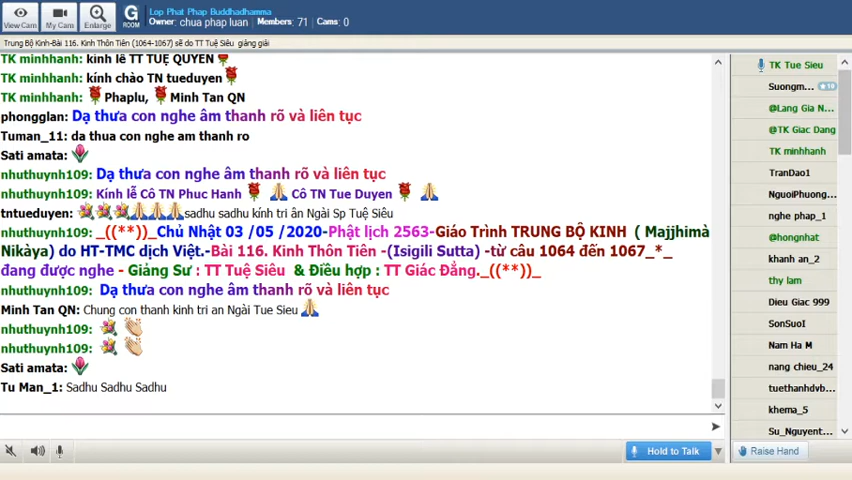 View Cam
My Cam
Enlarge
G
ROOM
Lop Phat Phap Buddhadhamma
Owner: chua phap luan Members: 71 Cams: 0
Trung Bộ Kinh-Bài 116. Kinh Thôn Tiên (1064-1067) sẽ do TT Tuệ Siêu giảng giải
TK minhhanh: kính lễ TT TUỆ QUYEN
TK minhhanh: kính chào TN tueduyen
TK minhhanh: Phaplu, Minh Tan QN
phongglan: Dạ thưa con nghe âm thanh rõ và liên tục
Tuman_11: da thua con nghe am thanh ro
Sati amata:
nhuthuynh109: Dạ thưa con nghe âm thanh rõ và liên tục
nhuthuynh109: Kính lễ Cô TN Phuc Hanh Cô TN Tue Duyen
tntueduyen: sadhu sadhu kính tri ân Ngài Sp Tuệ Siêu
nhuthuynh109: _((**))_Chủ Nhật 03 /05 /2020-Phật lịch 2563-Giáo Trình TRUNG BỘ KINH ( Majjhimà
Nikàya) do HT-TMC dịch Việt.-Bài 116. Kinh Thôn Tiên -(Isigili Sutta) -từ câu 1064 đến 1067_*_
đang được nghe - Giảng Sư : TT Tuệ Siêu & Điều hợp : TT Giác Đẳng._((**))_
nhuthuynh109: Dạ thưa con nghe âm thanh rõ và liên tục
Minh Tan QN: Chung con thanh kinh tri an Ngài Tue Sieu
nhuthuynh109:
nhuthuynh109:
Sati amata:
Tu Man_1: Sadhu Sadhu Sadhu
Hold to Talk
Raise Hand
TK Tue Sieu
Suongm... 10
@Lang Gia N...
@TK Giac Dang
TK minhhanh
TranDao1
NguoiPhuong...
nghe phap_1
@hongnhat
khanh an_2
thy lam
Dieu Giac 999
SonSuoI
Nam Ha M
nang chieu_24
tuethanhdvb...
khema_5
Su_Nguyent...